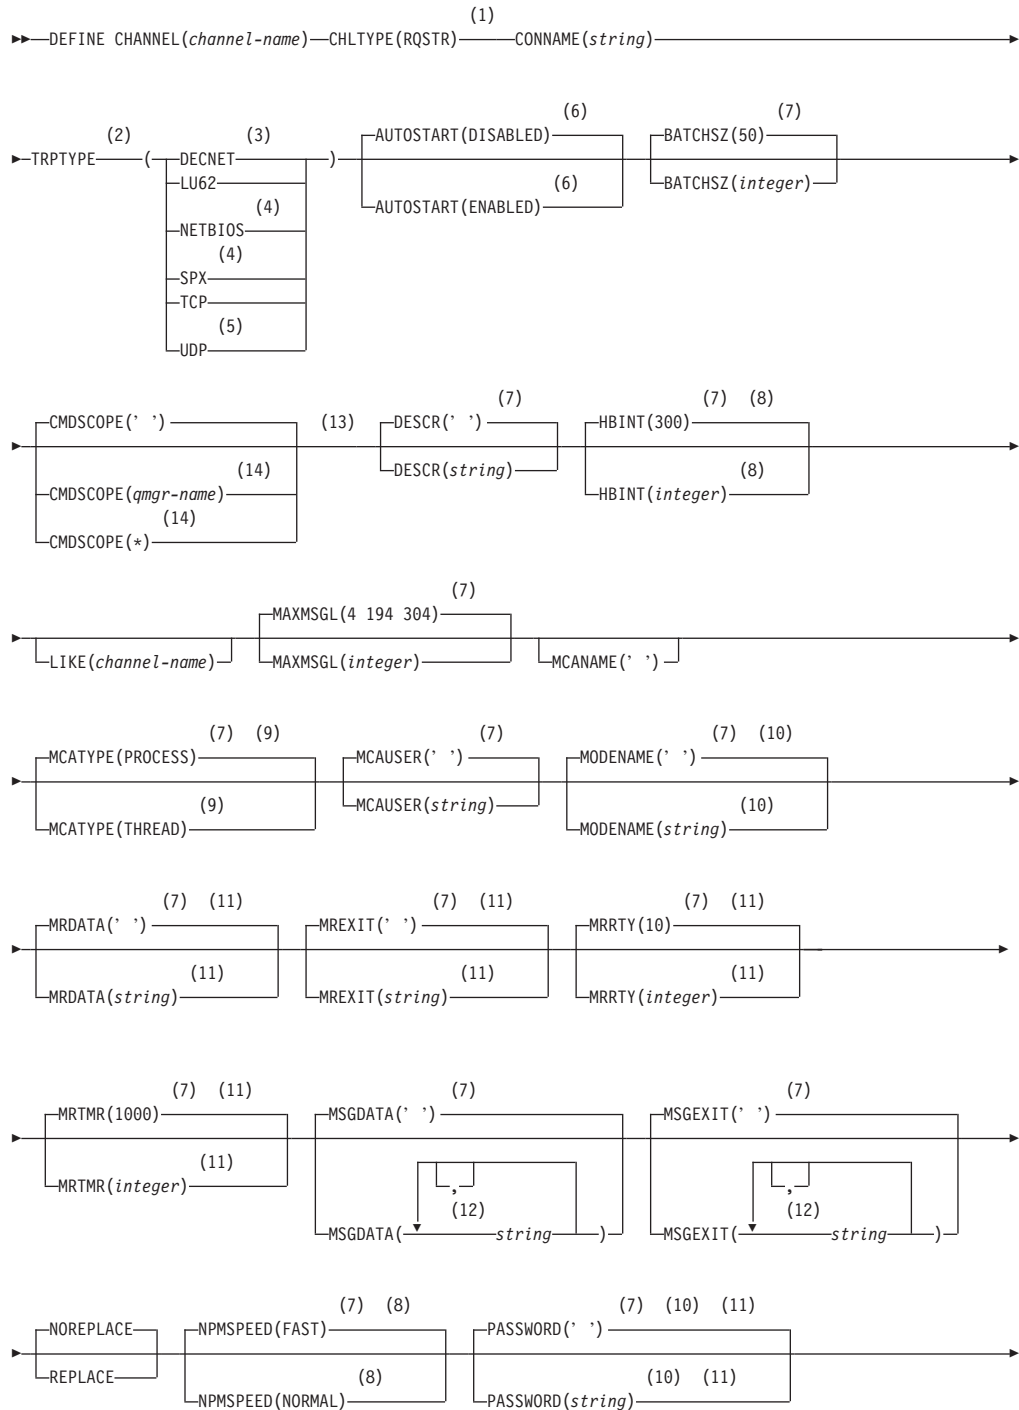 (1)
DEFINE CHANNEL(channel-name) CHLTYPE(RQSTR) CONNAME(string)
(2) (3) (6) (7)
TRPTYPE ( DECNET ) AUTOSTART(DISABLED) BATCHSZ(50)
LU62 (6) BATCHSZ(integer)
(4) AUTOSTART(ENABLED)
NETBIOS
(4)
SPX
TCP
(5)
UDP
(7) (7) (8)
CMDSCOPE(' ') (13) DESCR(' ') HBINT(300)
(14) DESCR(string) (8)
CMDSCOPE(qmgr-name) HBINT(integer)
(14)
CMDSCOPE(*)
(7)
MAXMSGL(4 194 304)
LIKE(channel-name) MAXMSGL(integer) MCANAME(' ')
(7) (9) (7) (7) (10)
MCATYPE(PROCESS) MCAUSER(' ') MODENAME(' ')
(9) MCAUSER(string) (10)
MCATYPE(THREAD) MODENAME(string)
(7) (11) (7) (11) (7) (11)
MRDATA(' ') MREXIT(' ') MRRTY(10)
(11) (11) (11)
MRDATA(string) MREXIT(string) MRRTY(integer)
(7) (11) (7) (7)
MRTMR(1000) MSGDATA(' ') MSGEXIT(' ')
(11)
MRTMR(integer) , ,
(12) (12)
MSGDATA( string ) MSGEXIT( string )
(7) (8) (7) (10) (11)
NOREPLACE NPMSPEED(FAST) PASSWORD(' ')
REPLACE (8) (10) (11)
NPMSPEED(NORMAL) PASSWORD(string)